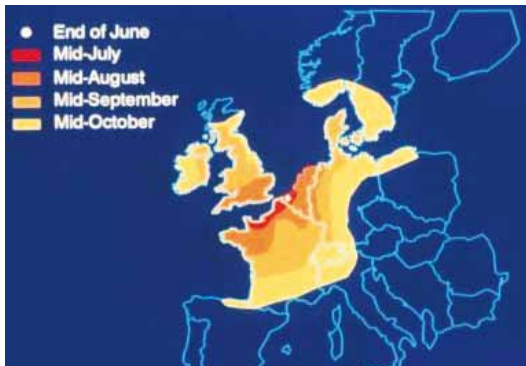 End of June
Mid-July
Mid-August
Mid-September
Mid-October